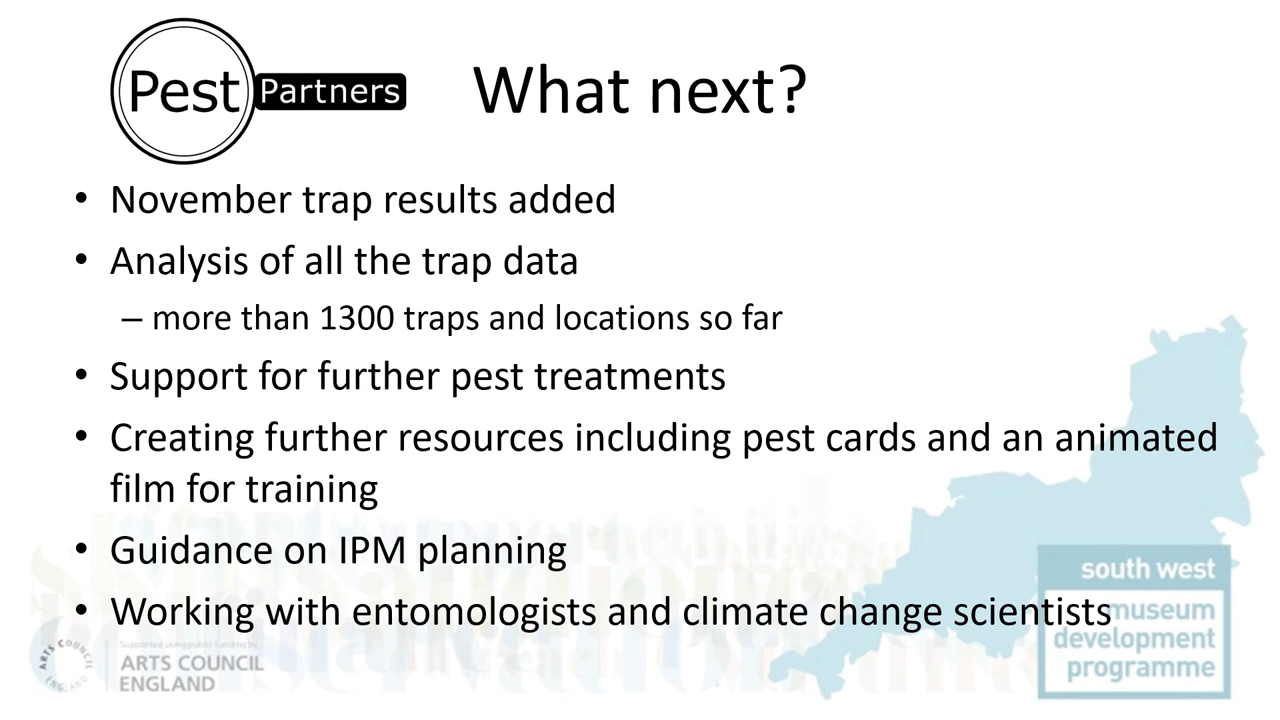 Pest Partners
What next?
• November trap results added
• Analysis of all the trap data
– more than 1300 traps and locations so far
• Support for further pest treatments
• Creating further resources including pest cards and an animated
film for training
• Guidance on IPM planning
• Working with entomologists and climate change scientists
south west
museum
development
programme
ARTS COUNCIL
ENGLAND
Supported using public funding by
ARTS COUNCIL
ENGLAND